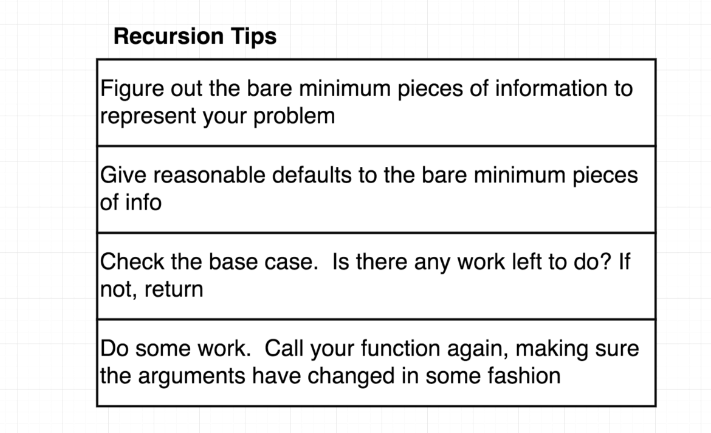 Recursion Tips
Figure out the bare minimum pieces of information to
represent your problem
Give reasonable defaults to the bare minimum pieces
of info
Check the base case.  Is there any work left to do? If
not, return
Do some work.  Call your function again, making sure
the arguments have changed in some fashion